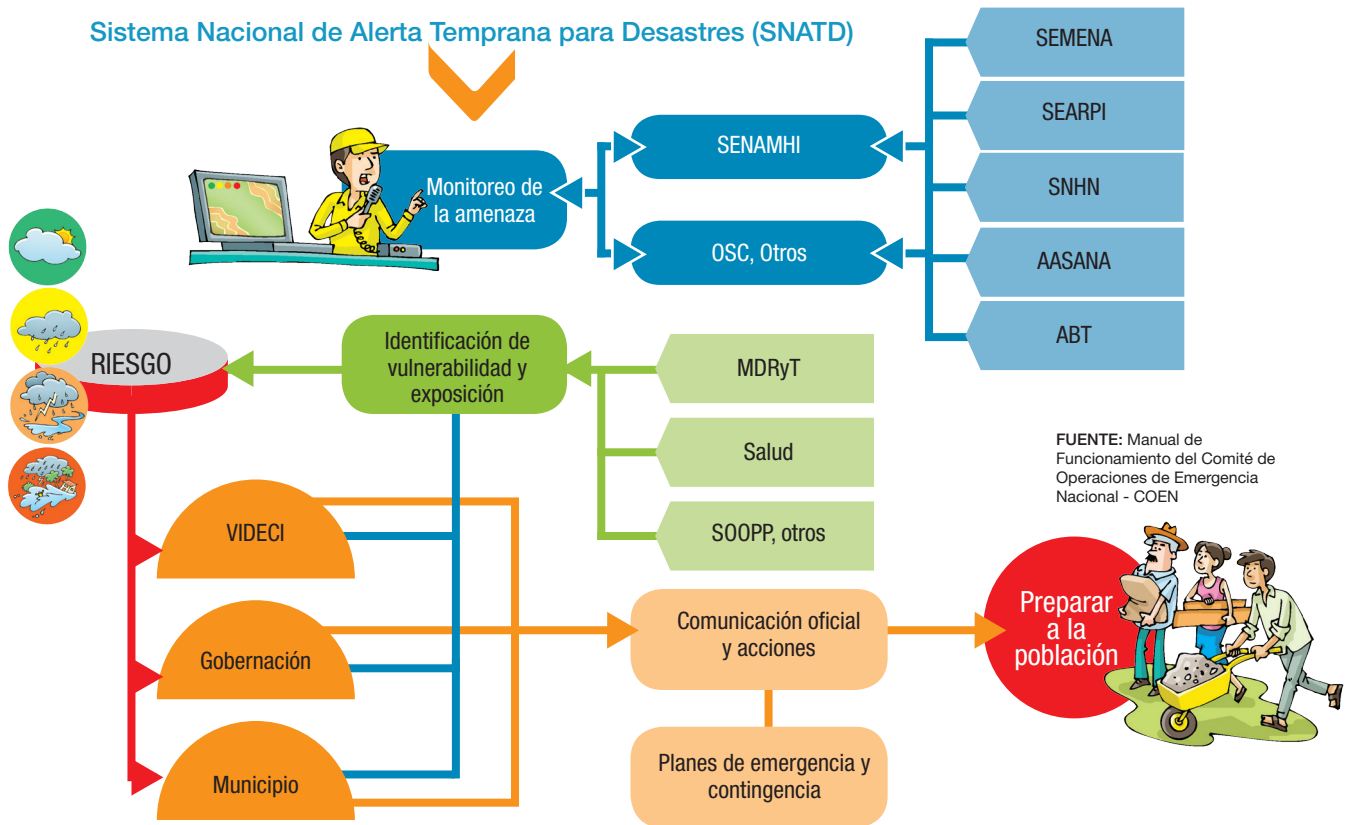 Sistema Nacional de Alerta Temprana para Desastres (SNATD)
Monitoreo de
la amenaza
SENAMHI
OSC, Otros
SEMENA
SEARPI
SNHN
AASANA
ABT
RIESGO
Identificación de
vulnerabilidad y
exposición
MDRyT
Salud
SOOPP, otros
FUENTE: Manual de
Funcionamiento del Comité de
Operaciones de Emergencia
Nacional - COEN
VIDECI
Gobernación
Municipio
Comunicación oficial
y acciones
Planes de emergencia y
contingencia
Preparar
a la
población